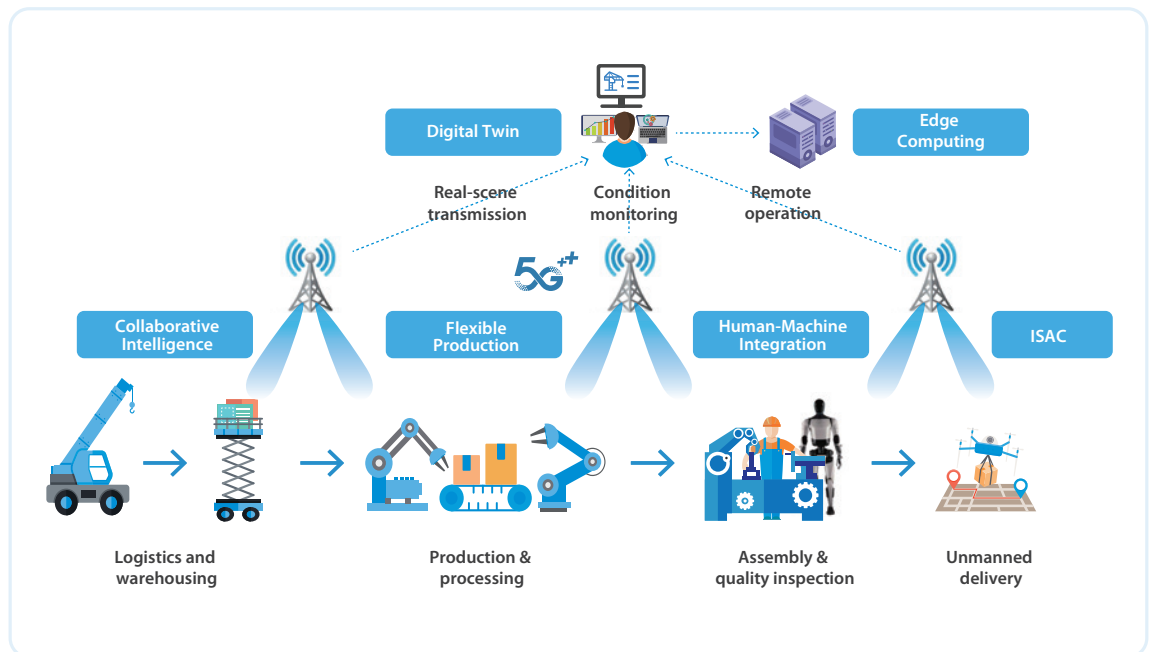 Digital Twin
Edge
Computing
Real-scene
transmission
Condition
monitoring
Remote
operation
5G++
Collaborative
Intelligence
Flexible
Production
Human-Machine
Integration
ISAC
Logistics and
warehousing
Production &
processing
Assembly &
quality inspection
Unmanned
delivery